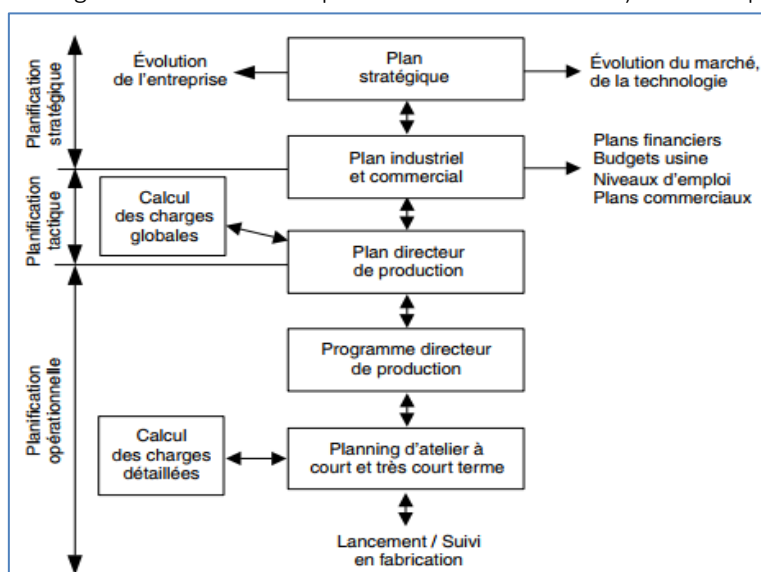 Planification
stratégique
Évolution
de l'entreprise
Plan
stratégique
Évolution du marché,
de la technologie
Plan industriel
et commercial
Plans financiers
Budgets usine
Niveaux d'emploi
Plans commerciaux
Planification
tactique
Calcul
des charges
globales
Plan directeur
de production
Planification
opérationnelle
Programme directeur
de production
Calcul
des charges
détaillées
Planning d'atelier à
court et très court terme
Lancement / Suivi
en fabrication